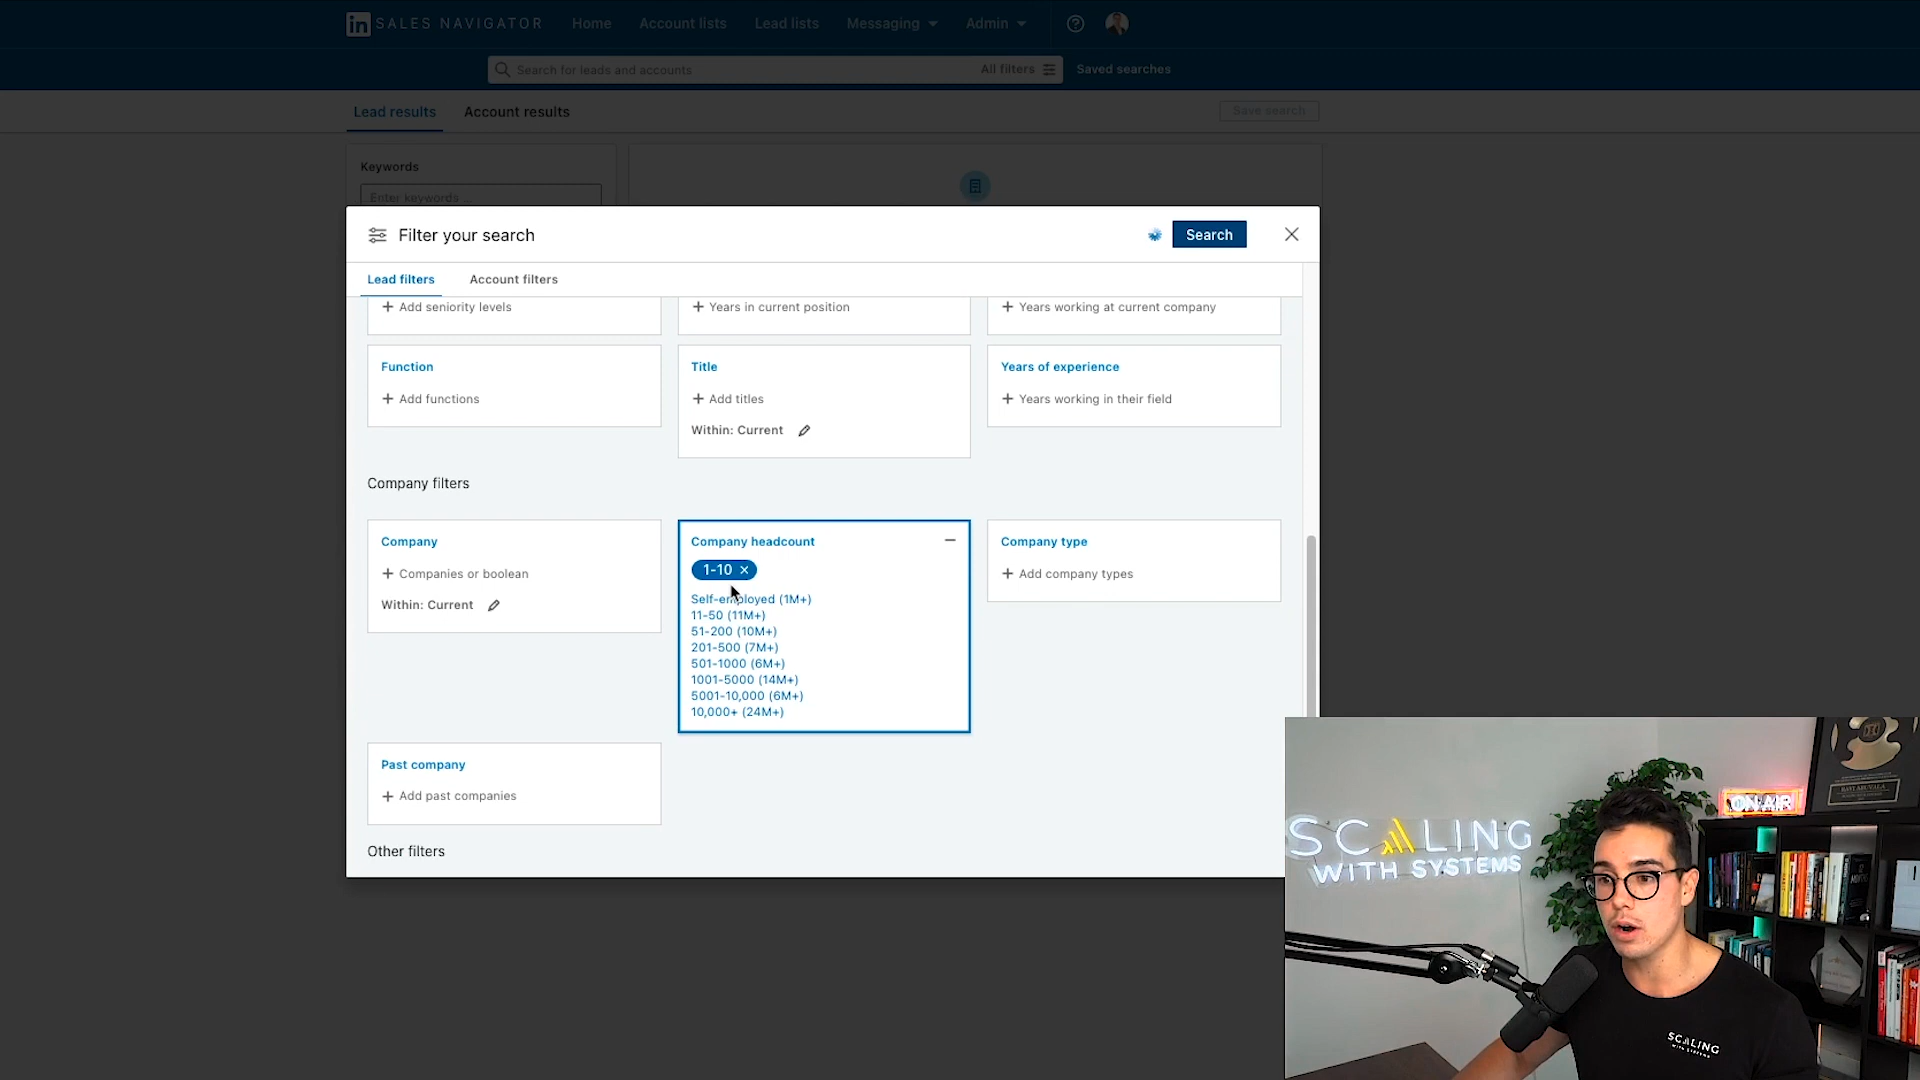 in SALES NAVIGATOR Home Account lists Lead lists Messaging Admin
Search for leads and accounts All filters Saved searches
Lead results Account results Save search
Keywords
Enter keywords ...
Filter your search Search
Lead filters Account filters
+ Add seniority levels + Years in current position + Years working at current company
Function Title Years of experience
+ Add functions + Add titles + Years working in their field
Within: Current
Company filters
Company Company headcount Company type
1-10 ×
+ Companies or boolean + Add company types
Within: Current
Self-employed (1M+)
11-50 (11M+)
51-200 (10M+)
201-500 (7M+)
501-1000 (6M+)
1001-5000 (14M+)
5001-10,000 (6M+)
10,000+ (24M+)
Past company
+ Add past companies
Other filters
SCALING
WITH SYSTEMS
ON AIR
RAVI ABUVALA
SCALING
WITH SYSTEMS